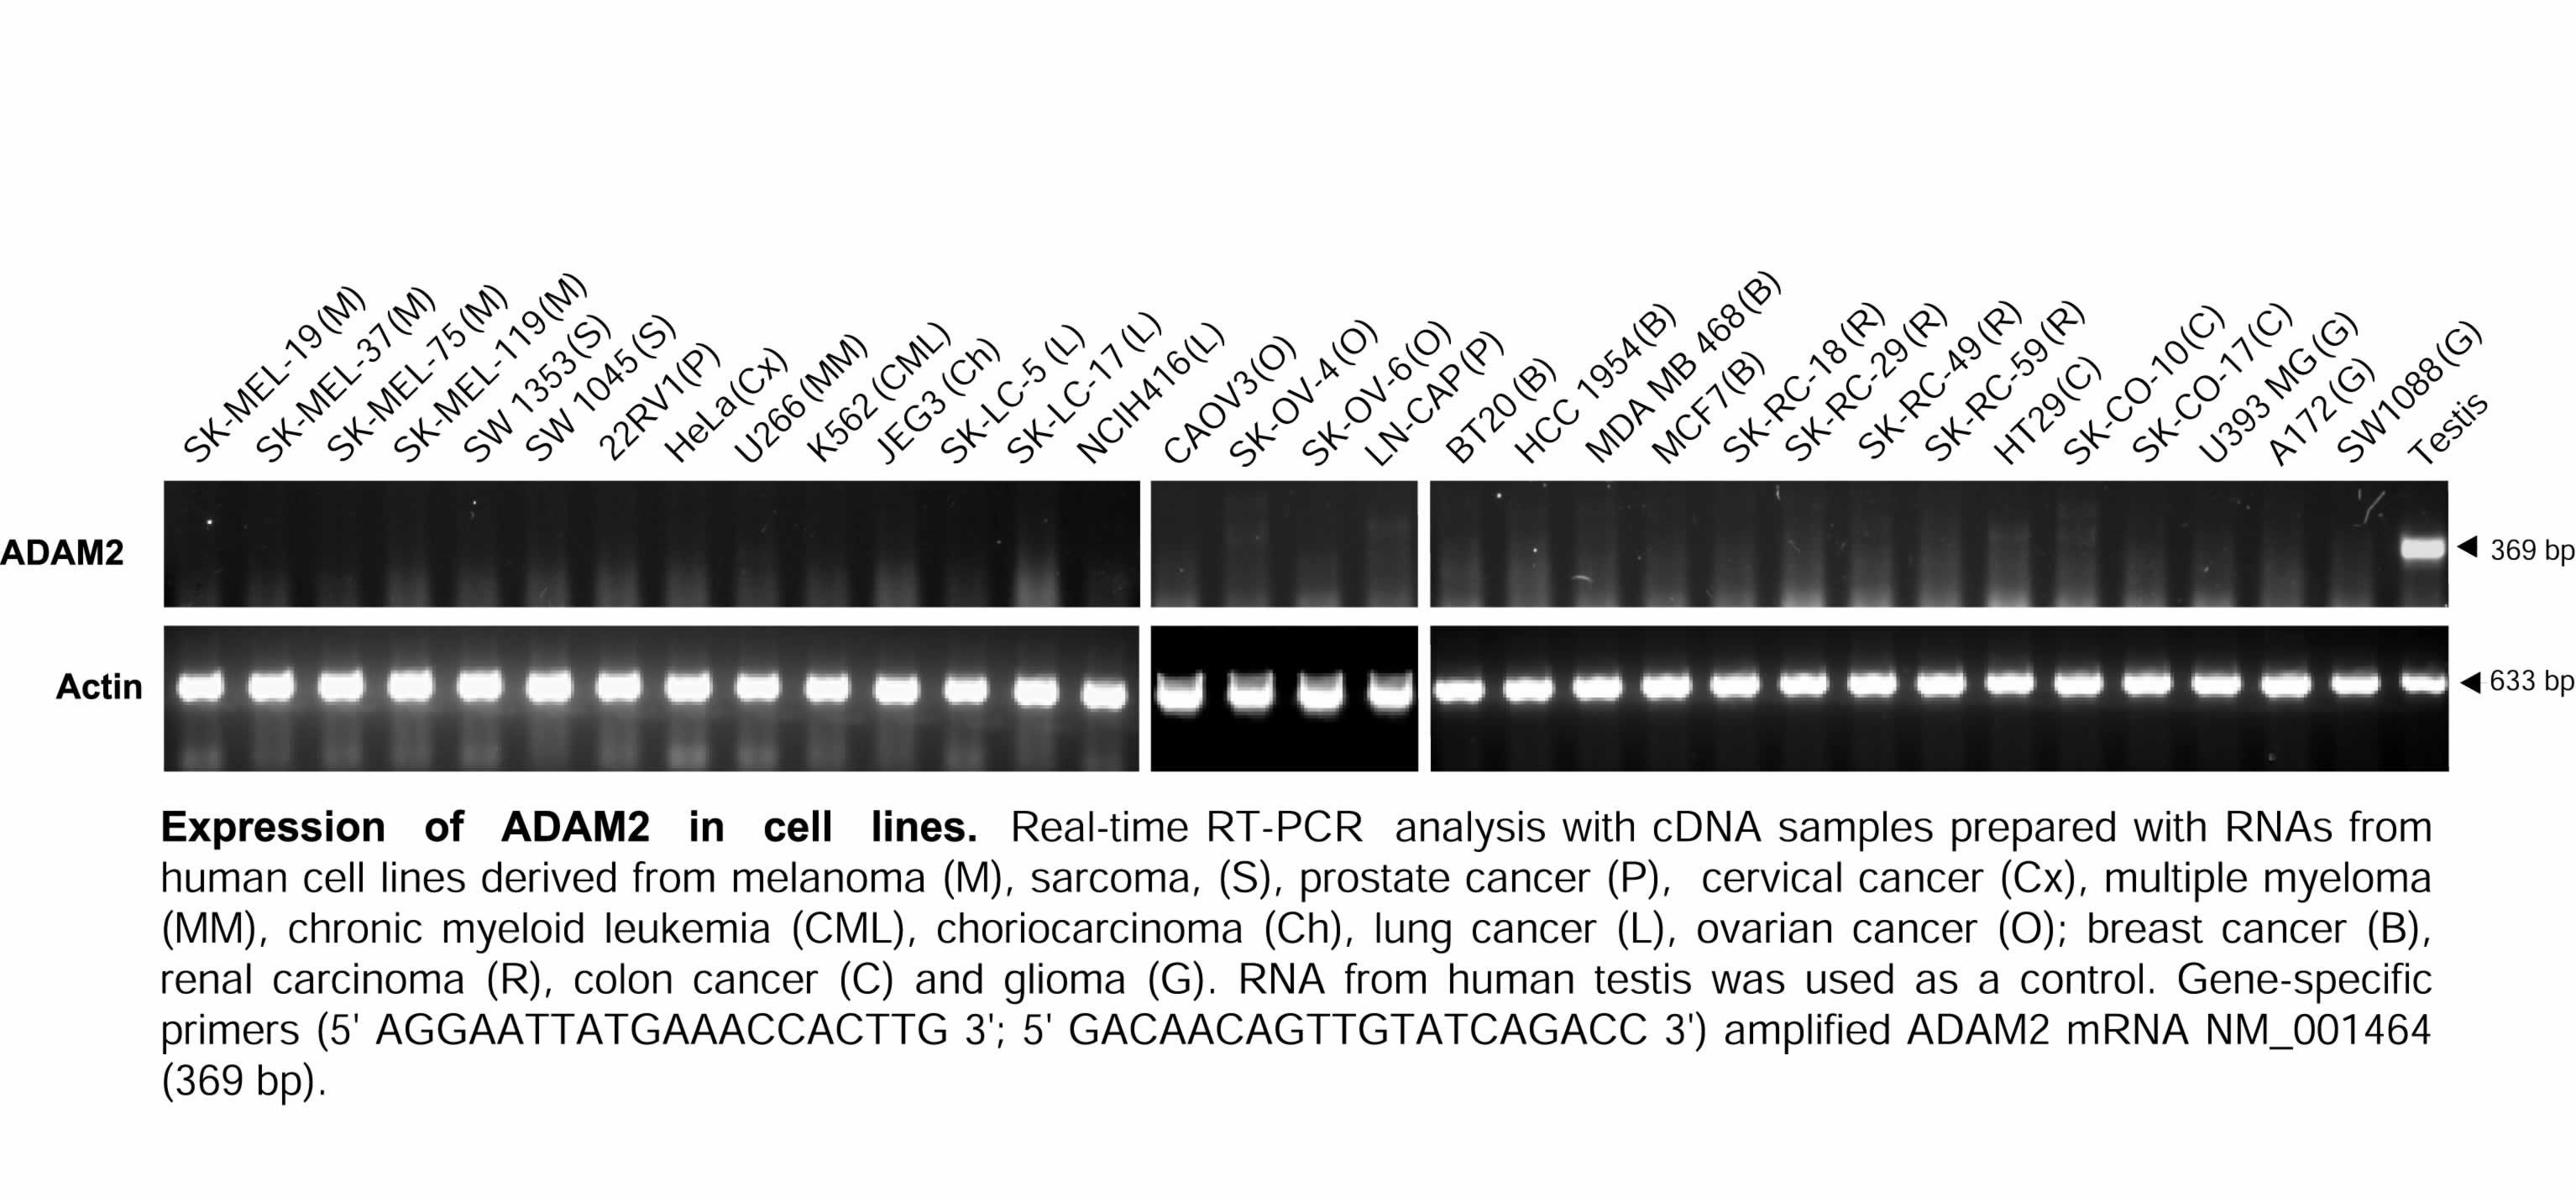 SK-MEL-19 (M)
SK-MEL-37 (M)
SK-MEL-75 (M)
SK-MEL-119 (M)
SW 1353 (S)
SW 1045 (S)
22RV1(P)
HeLa (Cx)
U266 (MM)
K562 (CML)
JEG3 (Ch)
SK-LC-5 (L)
SK-LC-17 (L)
NCIH416 (L)
CAOV3 (O)
SK-OV-4 (O)
SK-OV-6 (O)
LN-CAP (P)
BT20 (B)
HCC 1954 (B)
MDA MB 468 (B)
MCF7 (B)
SK-RC-18 (R)
SK-RC-29 (R)
SK-RC-49 (R)
SK-RC-59 (R)
HT29 (C)
SK-CO-10 (C)
SK-CO-17 (C)
U393 MG (G)
A172 (G)
SW1088 (G)
Testis
ADAM2
369 bp
Actin
633 bp
Expression of ADAM2 in cell lines. Real-time RT-PCR analysis with cDNA samples prepared with RNAs from
human cell lines derived from melanoma (M), sarcoma, (S), prostate cancer (P), cervical cancer (Cx), multiple myeloma
(MM), chronic myeloid leukemia (CML), choriocarcinoma (Ch), lung cancer (L), ovarian cancer (O); breast cancer (B),
renal carcinoma (R), colon cancer (C) and glioma (G). RNA from human testis was used as a control. Gene-specific
primers (5' AGGAATTATGAAACCACTTG 3'; 5' GACAACAGTTGTATCAGACC 3') amplified ADAM2 mRNA NM_001464
(369 bp).